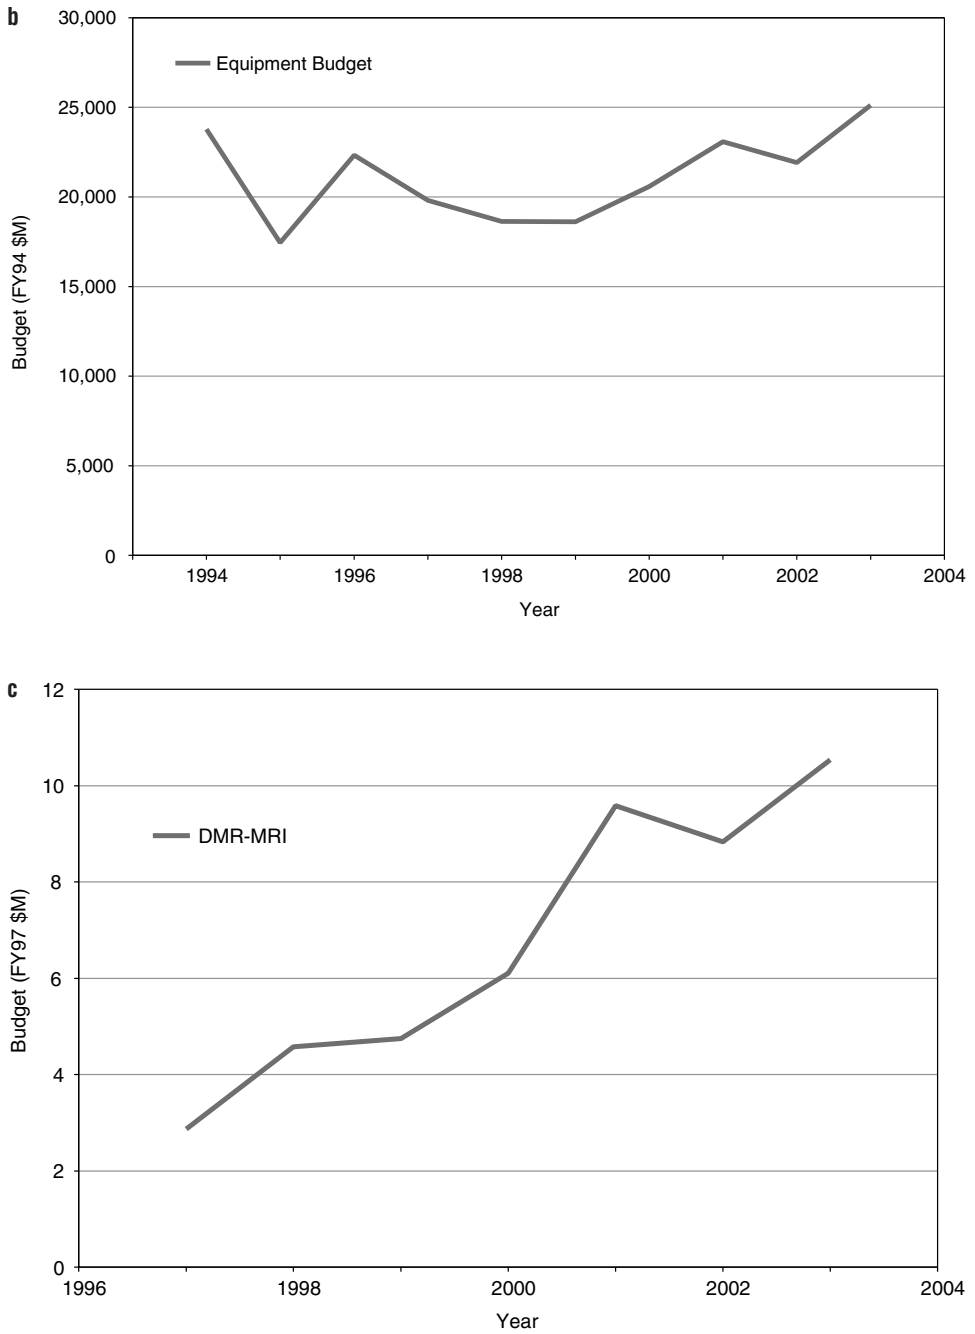 b
30,000
Equipment Budget
25,000
20,000
15,000
10,000
5,000
0
Budget (FY94 $M)
1994 1996 1998 2000 2002 2004
Year
c
12
10
DMR-MRI
8
6
4
2
0
Budget (FY97 $M)
1996 1998 2000 2002 2004
Year